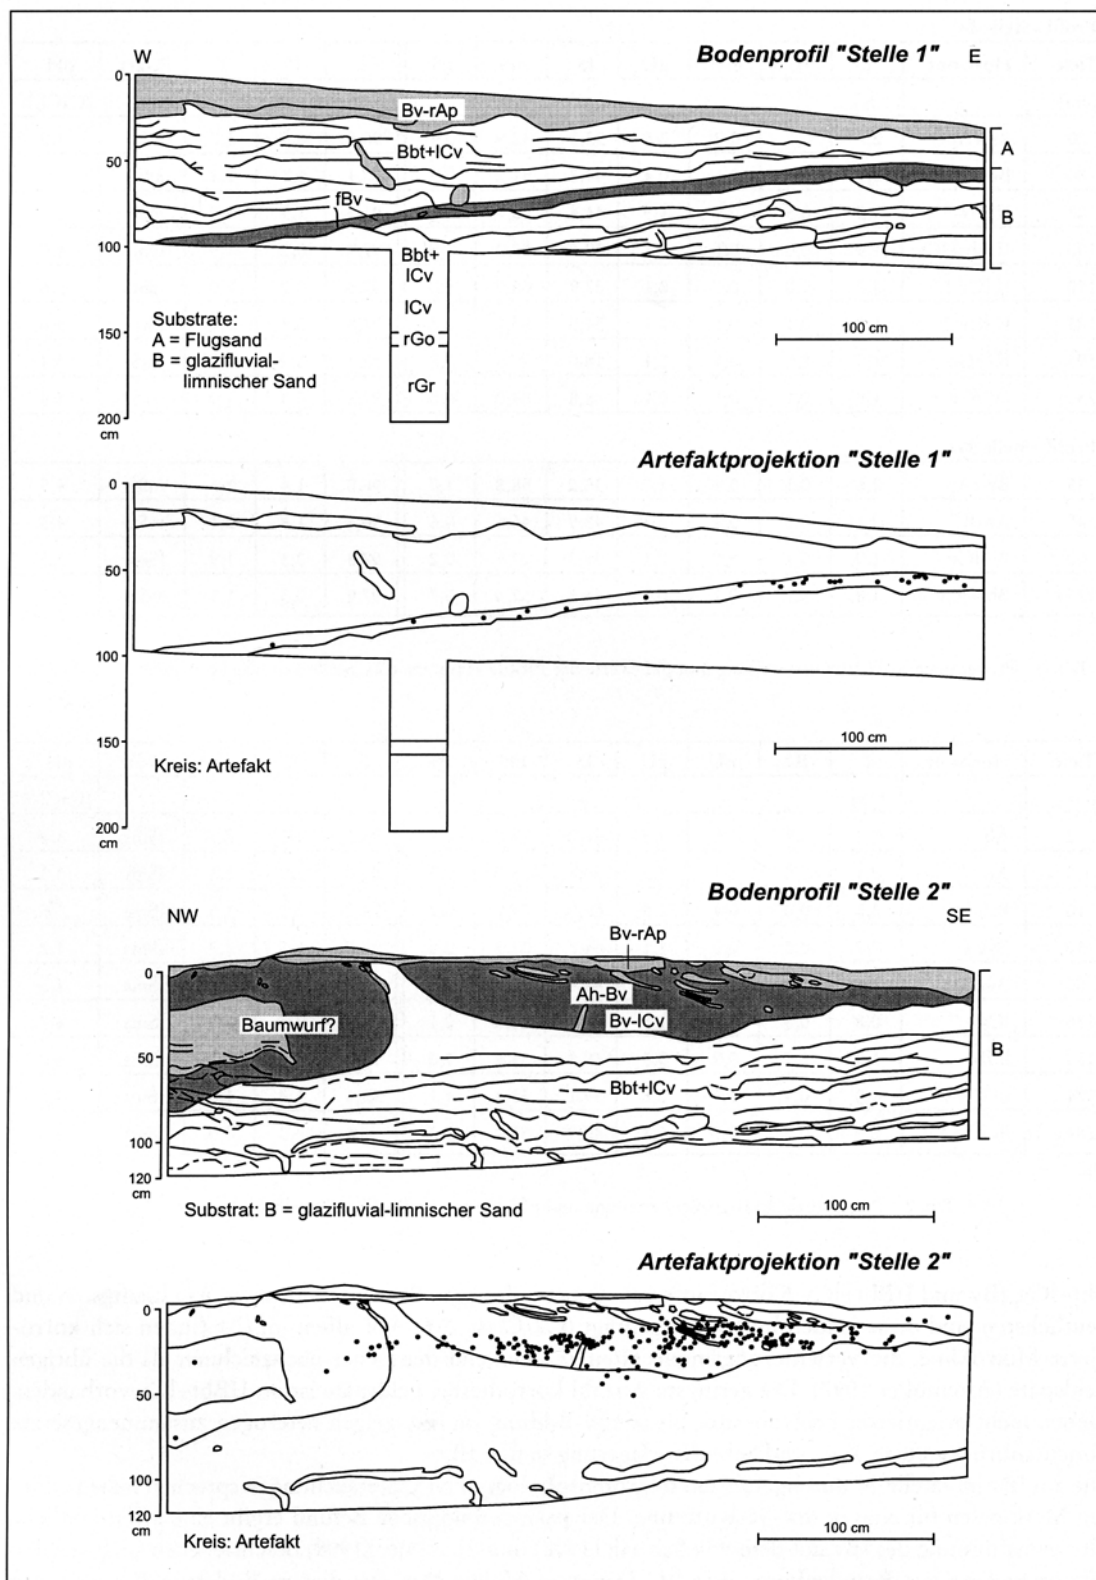 Bodenprofil "Stelle 1"
W
E
0
50
100
150
200
cm
Bv-rAp
Bbt+lCv
fBv
Bbt+
lCv
lCv
rGo
rGr
A
B
Substrate:
A = Flugsand
B = glazifluvial-
limnischer Sand
100 cm
Artefaktprojektion "Stelle 1"
0
50
100
150
200
cm
Kreis: Artefakt
100 cm
Bodenprofil "Stelle 2"
NW
SE
Bv-rAp
0
50
100
120
cm
Ah-Bv
Baumwurf?
Bv-lCv
Bbt+lCv
B
Substrat: B = glazifluvial-limnischer Sand
100 cm
Artefaktprojektion "Stelle 2"
0
50
100
120
cm
Kreis: Artefakt
100 cm